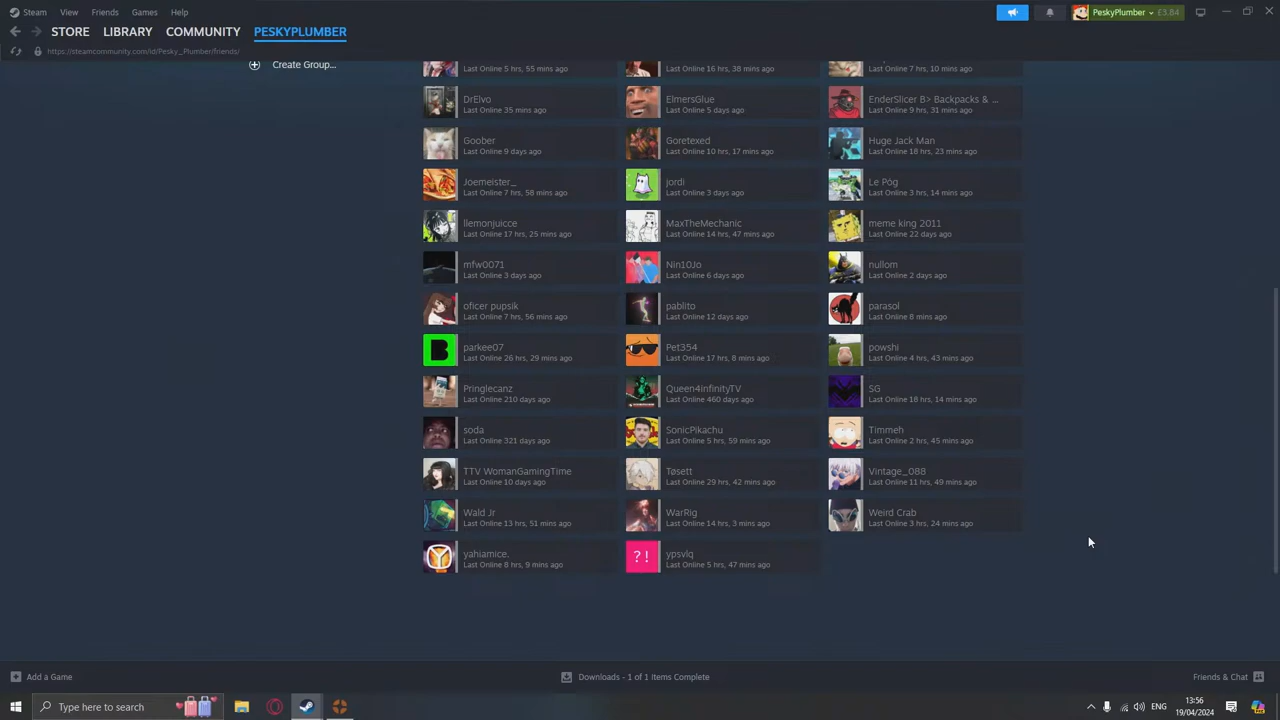 Steam View Friends Games Help
PeskyPlumber £3.84
STORE LIBRARY COMMUNITY PESKYPLUMBER
https://steamcommunity.com/id/Pesky_Plumber/friends/
Create Group...
Last Online 5 hrs, 55 mins ago
Last Online 16 hrs, 38 mins ago
Last Online 7 hrs, 10 mins ago
DrElvo
Last Online 35 mins ago
ElmersGlue
Last Online 5 days ago
EnderSlicer B> Backpacks & ...
Last Online 9 hrs, 31 mins ago
Goober
Last Online 9 days ago
Goretexed
Last Online 10 hrs, 17 mins ago
Huge Jack Man
Last Online 18 hrs, 23 mins ago
Joemeister_
Last Online 7 hrs, 58 mins ago
jordi
Last Online 3 days ago
Le Póg
Last Online 3 hrs, 14 mins ago
llemonjuicce
Last Online 17 hrs, 25 mins ago
MaxTheMechanic
Last Online 14 hrs, 47 mins ago
meme king 2011
Last Online 22 days ago
mfw0071
Last Online 3 days ago
Nin10Jo
Last Online 6 days ago
nullom
Last Online 2 days ago
oficer pupsik
Last Online 7 hrs, 56 mins ago
pablito
Last Online 12 days ago
parasol
Last Online 8 mins ago
B
parkee07
Last Online 26 hrs, 29 mins ago
Pet354
Last Online 17 hrs, 8 mins ago
powshi
Last Online 4 hrs, 43 mins ago
Pringlecanz
Last Online 210 days ago
Queen4infinityTV
Last Online 460 days ago
SG
Last Online 18 hrs, 14 mins ago
soda
Last Online 321 days ago
SonicPikachu
Last Online 5 hrs, 59 mins ago
Timmeh
Last Online 2 hrs, 45 mins ago
TTV WomanGamingTime
Last Online 10 days ago
Tøsett
Last Online 29 hrs, 42 mins ago
Vintage_088
Last Online 11 hrs, 49 mins ago
Wald Jr
Last Online 13 hrs, 51 mins ago
WarRig
Last Online 14 hrs, 3 mins ago
Weird Crab
Last Online 3 hrs, 24 mins ago
yahiamice.
Last Online 8 hrs, 9 mins ago
?!
ypsvlq
Last Online 5 hrs, 47 mins ago
Add a Game
Downloads - 1 of 1 Items Complete
Friends & Chat
Type here to search
ENG
13:56
19/04/2024